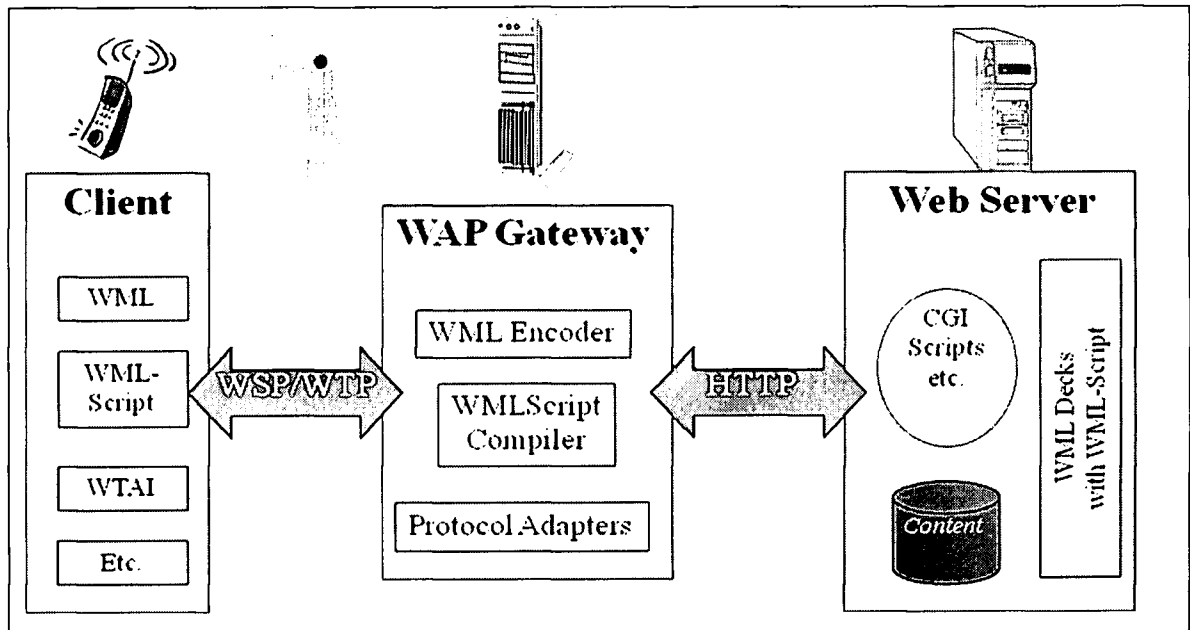 Client
WML
WML-
Script
WTAI
Etc.
WSP/WTP
WAP Gateway
WML Encoder
WMLScript
Compiler
Protocol Adapters
HTTP
Web Server
CGI
Scripts
etc.
Content
WML Decks
with WML-Script